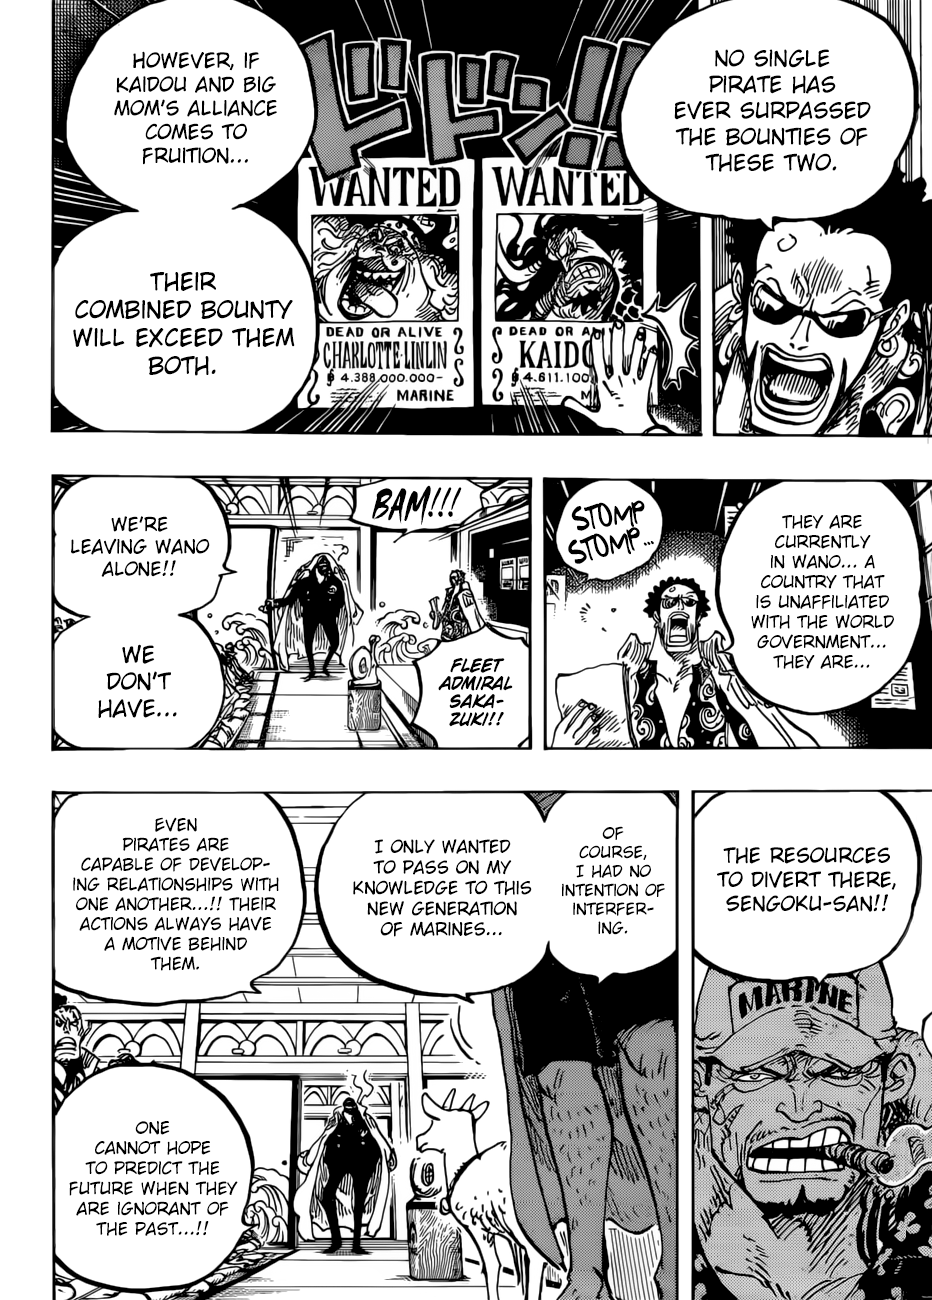 NO SINGLE
PIRATE HAS
EVER SURPASSED
THE BOUNTIES OF
THESE TWO.
ドドン!!
WANTED
DEAD OR
KAIDO
฿ 4.611.100
M
WANTED
DEAD OR ALIVE
CHARLOTTE·LINLIN
฿ 4.388.000.000-
MARINE
HOWEVER, IF
KAIDOU AND BIG
MOM'S ALLIANCE
COMES TO
FRUITION...
THEIR
COMBINED BOUNTY
WILL EXCEED THEM
BOTH.
THEY ARE
CURRENTLY
IN WANO... A
COUNTRY THAT
IS UNAFFILIATED
WITH THE WORLD
GOVERNMENT...
THEY ARE...
STOMP
STOMP...
BAM!!!
FLEET
ADMIRAL
SAKA-
ZUKI!!
WE'RE
LEAVING WANO
ALONE!!
WE
DON'T
HAVE...
THE RESOURCES
TO DIVERT THERE,
SENGOKU-SAN!!
MARINE
OF
COURSE,
I HAD NO
INTENTION OF
INTERFER-
ING.
I ONLY WANTED
TO PASS ON MY
KNOWLEDGE TO THIS
NEW GENERATION
OF MARINES...
EVEN
PIRATES ARE
CAPABLE OF DEVELOP-
ING RELATIONSHIPS WITH
ONE ANOTHER...!! THEIR
ACTIONS ALWAYS HAVE
A MOTIVE BEHIND
THEM.
ONE
CANNOT HOPE
TO PREDICT THE
FUTURE WHEN THEY
ARE IGNORANT OF
THE PAST...!!